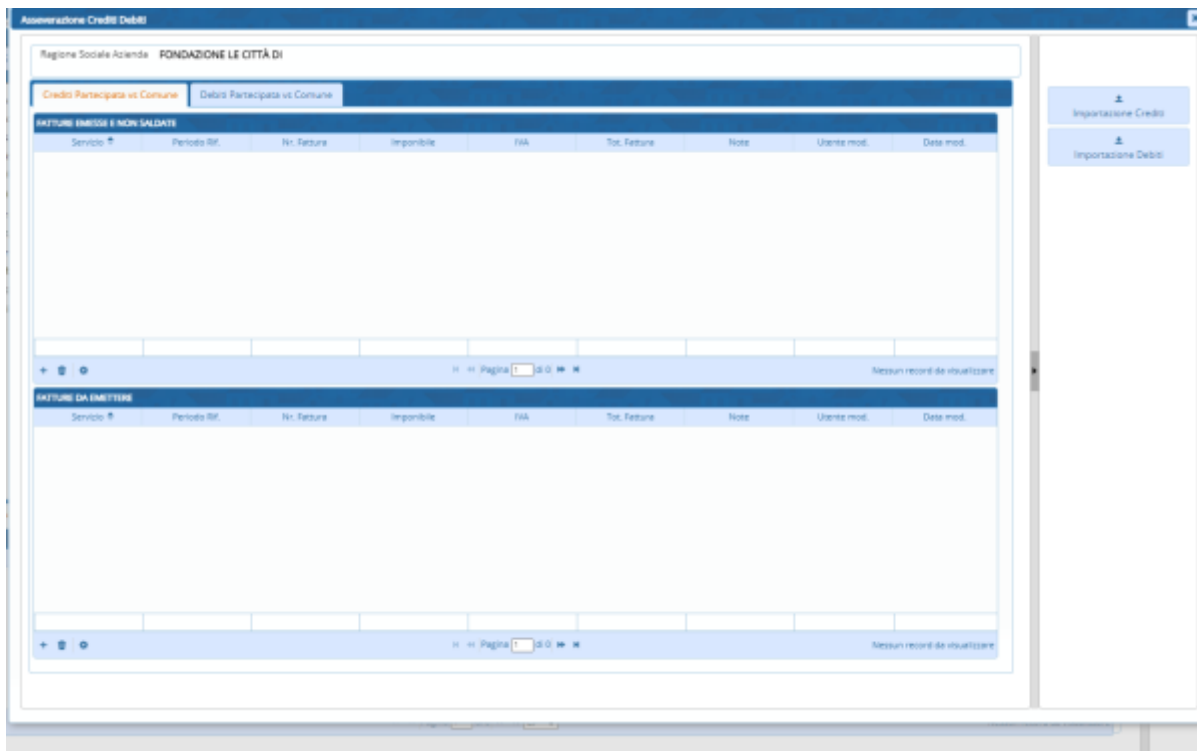 Asseverazione Crediti Debiti
Ragione Sociale Azienda FONDAZIONE LE CITTÀ DI
Crediti Partecipata vs Comune Debiti Partecipata vs Comune
FATTURE EMESSE E NON SALDATE
Servizio Periodo Rif. Nr. Fattura Imponibile IVA Tot. Fattura Note Utente mod. Data mod.
Pagina 1 di 0 Nessun record da visualizzare
FATTURE DA EMETTERE
Servizio Periodo Rif. Nr. Fattura Imponibile IVA Tot. Fattura Note Utente mod. Data mod.
Pagina 1 di 0 Nessun record da visualizzare
Importazione Crediti
Importazione Debiti